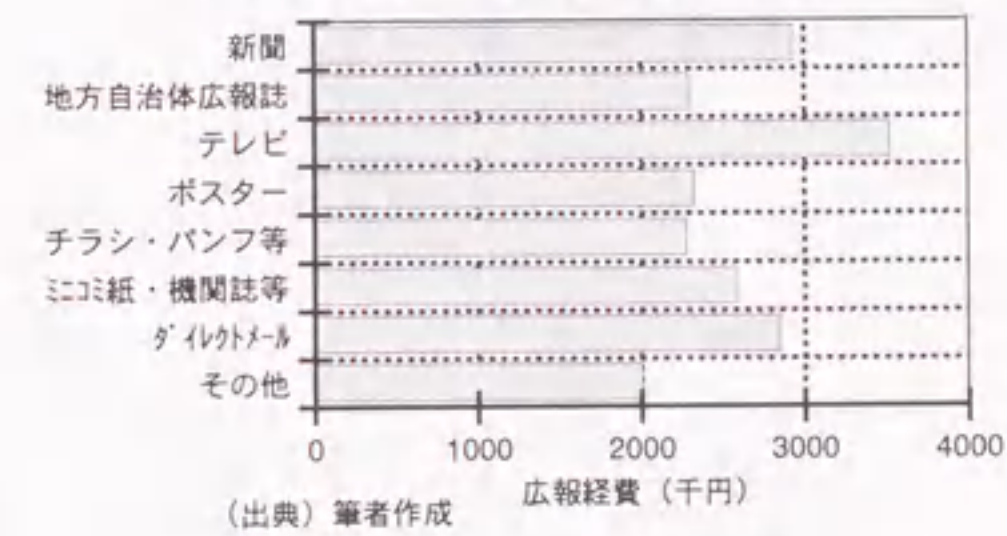 新聞
地方自治体広報誌
テレビ
ポスター
チラシ・パンフ等
ﾐﾆｺﾐ紙・機関誌等
ﾀﾞｲﾚｸﾄﾒｰﾙ
その他
0 1000 2000 3000 4000
広報経費（千円）
（出典）筆者作成